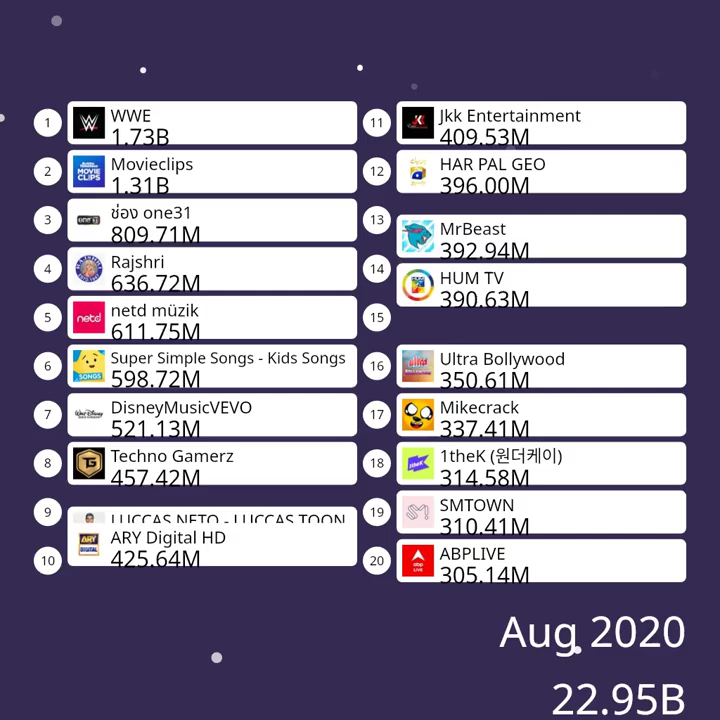 1
WWE
1.73B
2
Movieclips
1.31B
3
ช่อง one31
809.71M
4
Rajshri
636.72M
5
netd müzik
611.75M
6
Super Simple Songs - Kids Songs
598.72M
7
DisneyMusicVEVO
521.13M
8
Techno Gamerz
457.42M
9
LUCCAS NETO - LUCCAS TOON
10
ARY Digital HD
425.64M
11
Jkk Entertainment
409.53M
12
HAR PAL GEO
396.00M
13
MrBeast
392.94M
14
HUM TV
390.63M
15
16
Ultra Bollywood
350.61M
17
Mikecrack
337.41M
18
1theK (원더케이)
314.58M
19
SMTOWN
310.41M
20
ABPLIVE
305.14M
Aug 2020
22.95B